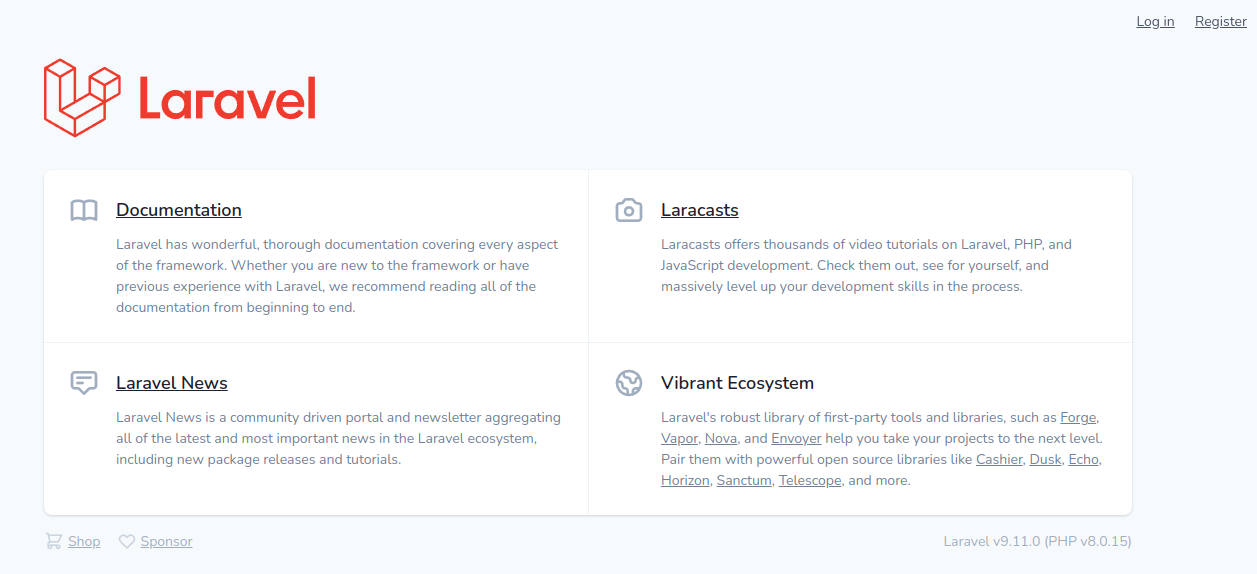 Log in Register
Laravel
Documentation
Laravel has wonderful, thorough documentation covering every aspect
of the framework. Whether you are new to the framework or have
previous experience with Laravel, we recommend reading all of the
documentation from beginning to end.
Laracasts
Laracasts offers thousands of video tutorials on Laravel, PHP, and
JavaScript development. Check them out, see for yourself, and
massively level up your development skills in the process.
Laravel News
Laravel News is a community driven portal and newsletter aggregating
all of the latest and most important news in the Laravel ecosystem,
including new package releases and tutorials.
Vibrant Ecosystem
Laravel's robust library of first-party tools and libraries, such as Forge,
Vapor, Nova, and Envoyer help you take your projects to the next level.
Pair them with powerful open source libraries like Cashier, Dusk, Echo,
Horizon, Sanctum, Telescope, and more.
Shop Sponsor
Laravel v9.11.0 (PHP v8.0.15)